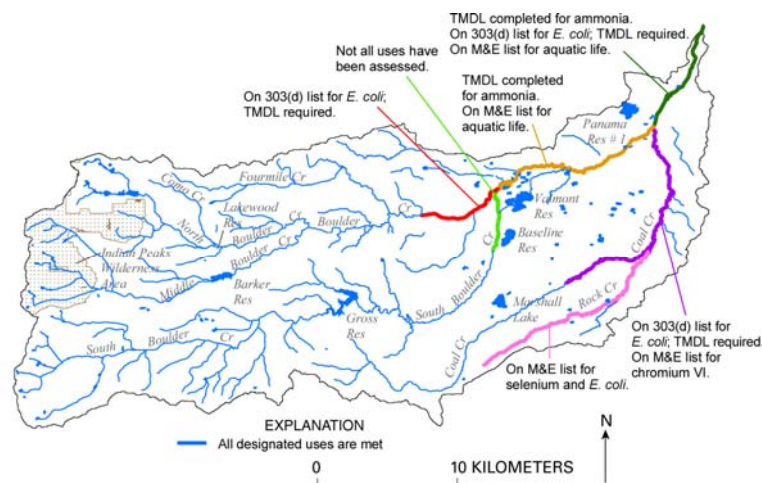 TMDL completed for ammonia.
On 303(d) list for E. coli; TMDL required.
On M&E list for aquatic life.
Not all uses have
been assessed.
TMDL completed
for ammonia.
On M&E list for
aquatic life.
On 303(d) list for E. coli;
TMDL required.
Panama
Res # 1
Fourmile Cr
Como Cr
Lakewood
Res
North
Boulder
Cr
Boulder
Cr
Valmont
Res
Baseline
Res
Indian Peaks
Wilderness
Area
Middle
Boulder Cr
Barker
Res
Gross
Res
South
Boulder
Cr
Coal Cr
Marshall
Lake
Rock Cr
South
Boulder
Cr
Coal Cr
On 303(d) list for
E. coli; TMDL required.
On M&E list for
chromium VI.
On M&E list for
selenium and E. coli.
EXPLANATION
All designated uses are met
N
0
10 KILOMETERS